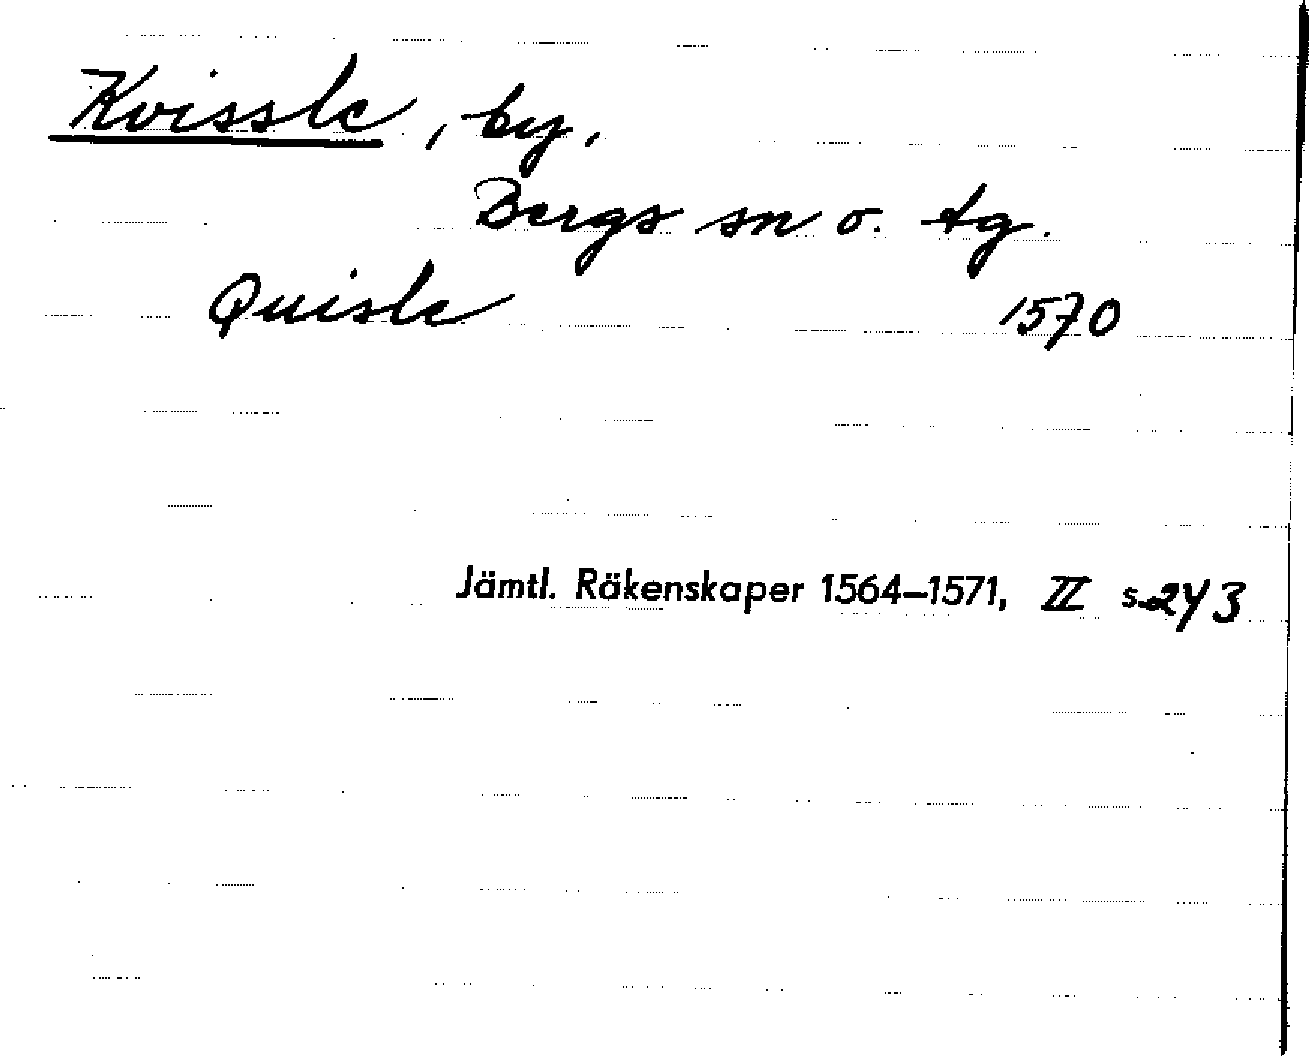 Kvissle, by,
Bergs sn o. tg.
Quisle 1570
Jämtl. Räkenskaper 1564–1571, II s. 243